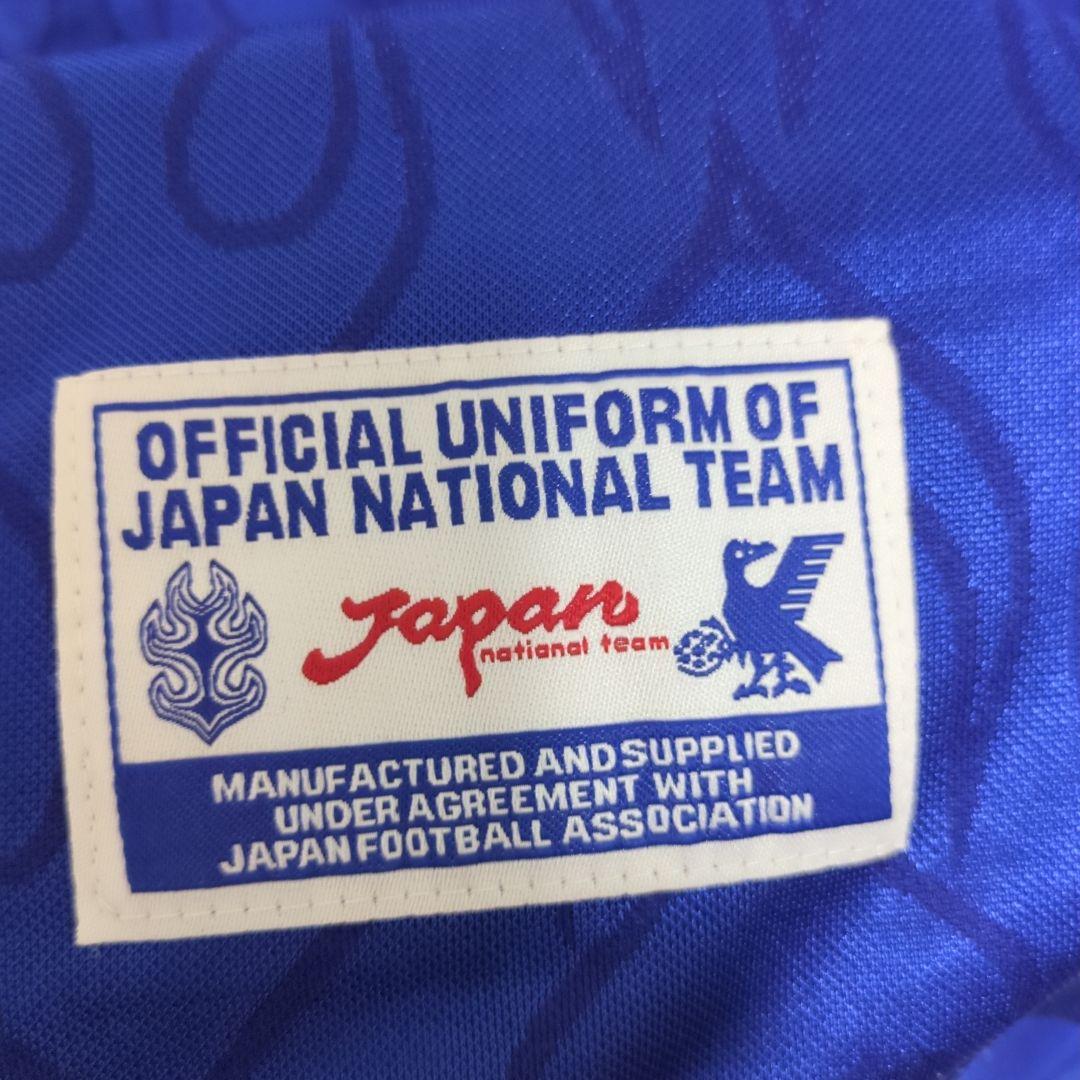 OFFICIAL UNIFORM OF
JAPAN NATIONAL TEAM
Japan
national team
MANUFACTURED AND SUPPLIED
UNDER AGREEMENT WITH
JAPAN FOOTBALL ASSOCIATION